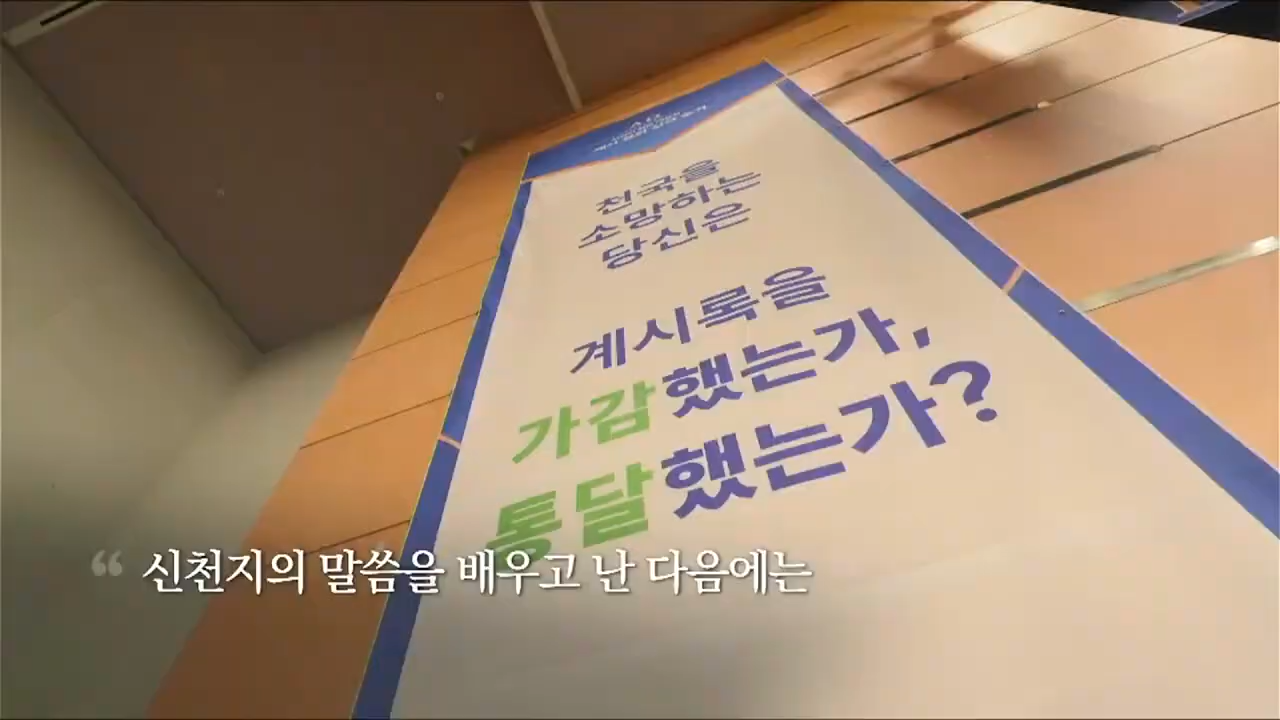 천국을
소망하는
당신은
계시록을
가감했는가,
통달했는가?
“ 신천지의 말씀을 배우고 난 다음에는